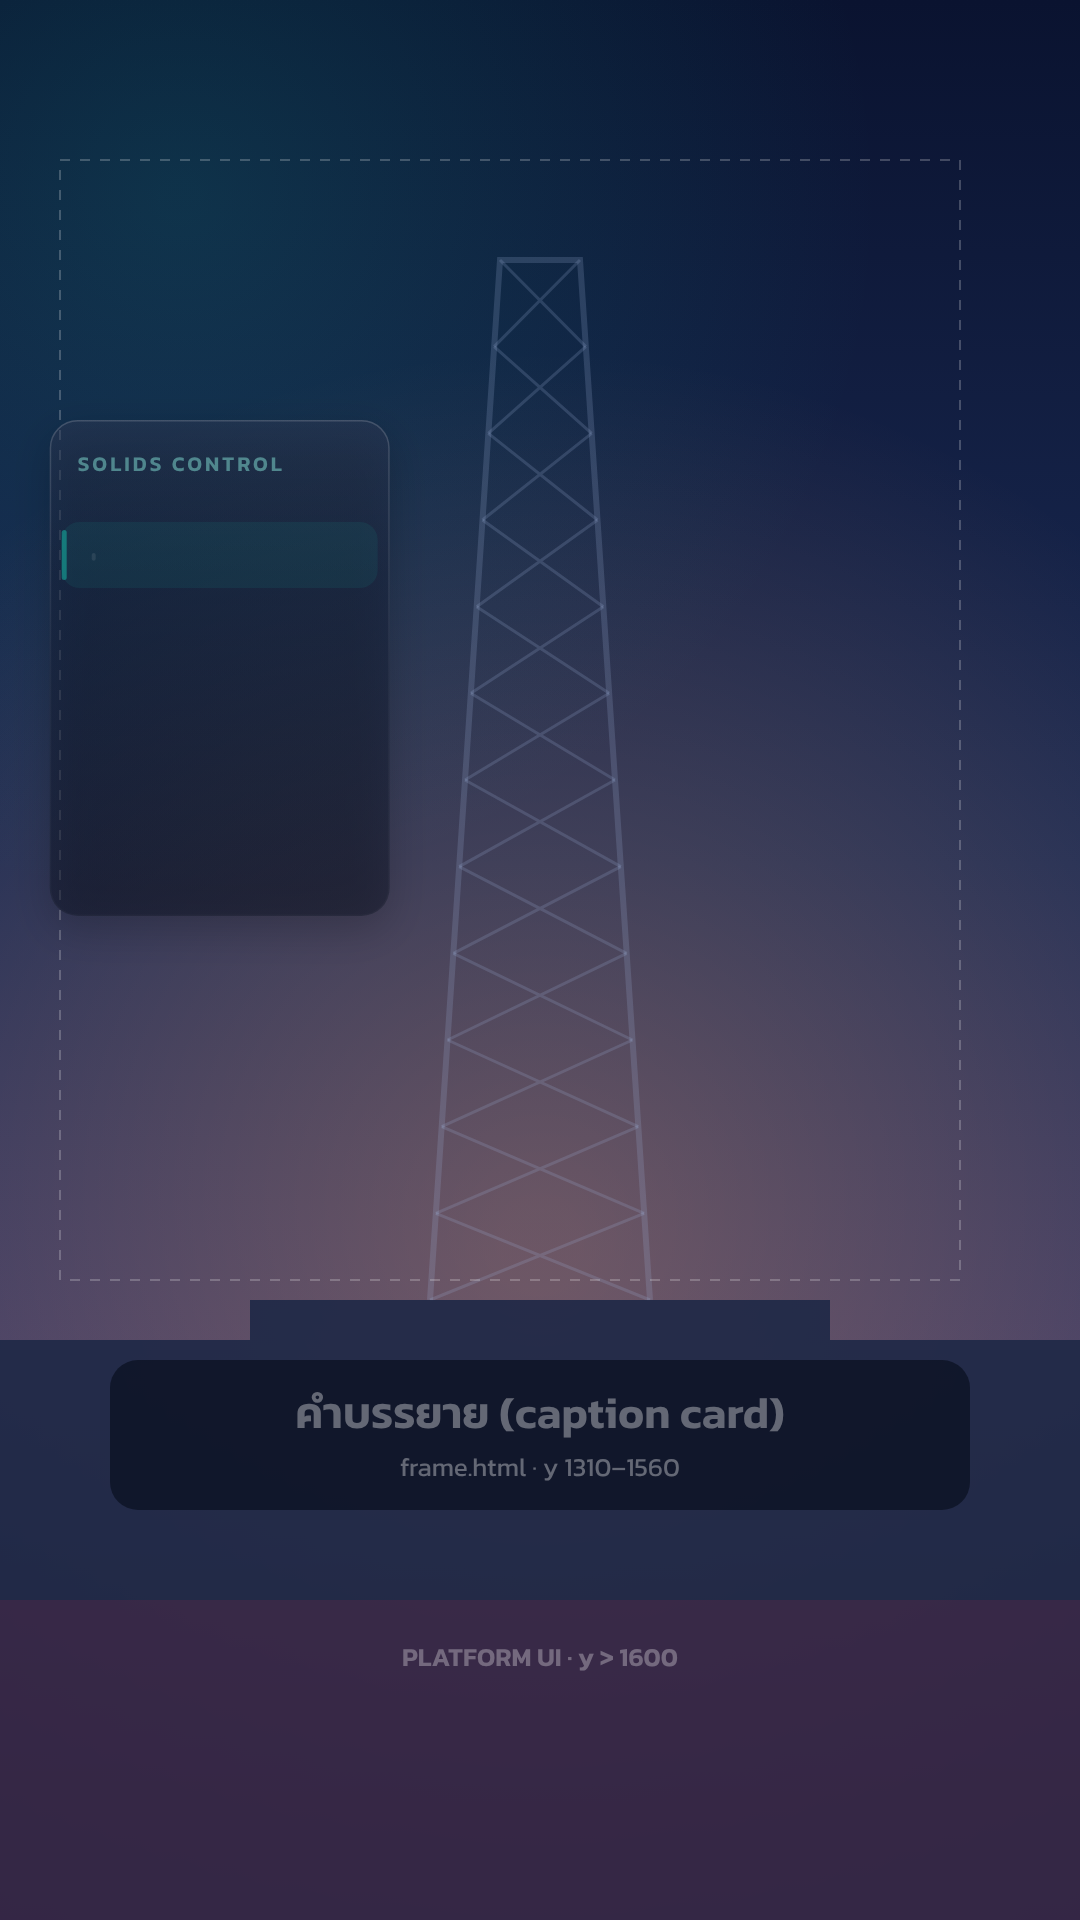 SOLIDS CONTROL
คำบรรยาย (caption card)
frame.html · y 1310–1560
PLATFORM UI · y > 1600